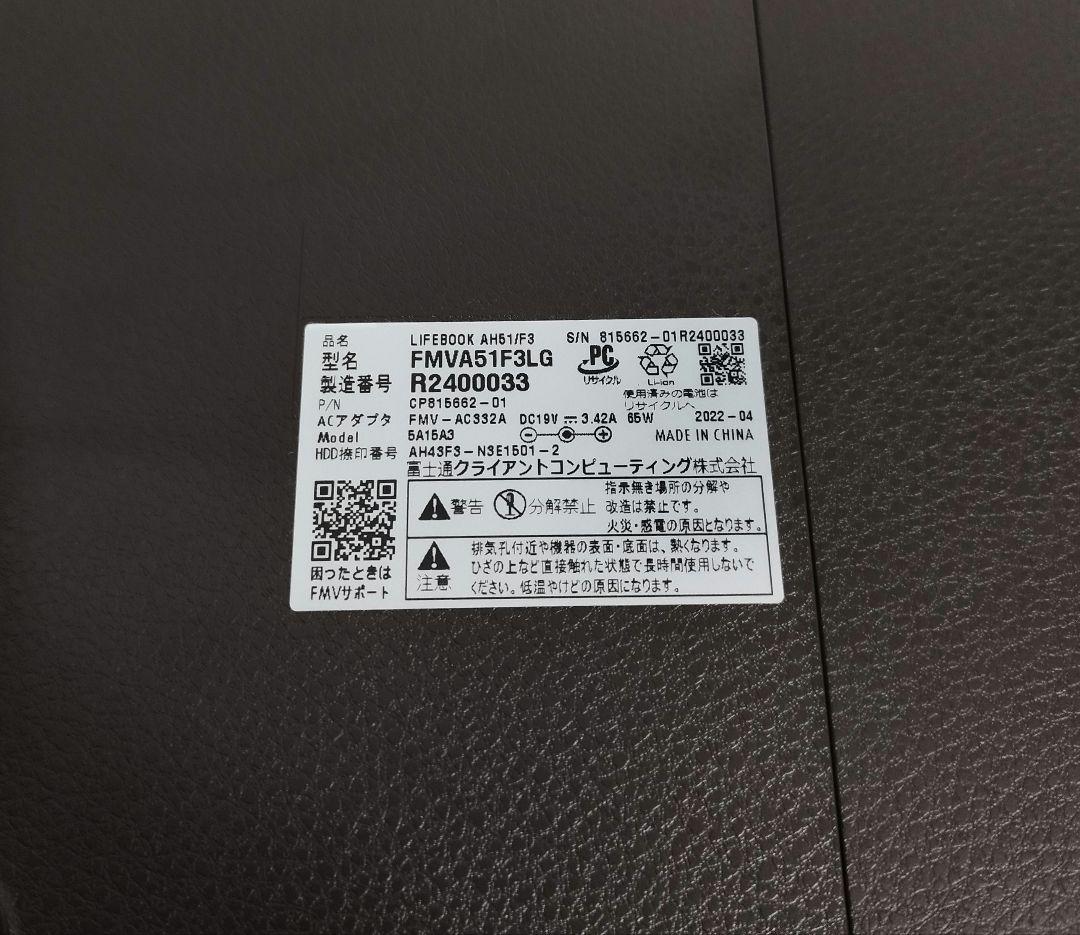 品名 LIFEBOOK AH51/F3 S/N 815662-01R2400033
型名 FMVA51F3LG
製造番号 R2400033
PC
リサイクル
Li-ion
使用済みの電池は
リサイクルへ
P/N CP815662-01
ACアダプタ FMV-AC332A DC19V 3.42A 65W 2022-04
Model 5A15A3 MADE IN CHINA
HDD捺印番号 AH43F3-N3E1501-2
富士通クライアントコンピューティング株式会社
警告 分解禁止
指示無き場所の分解や
改造は禁止です。
火災・感電の原因となります。
注意
排気孔付近や機器の表面・底面は、熱くなります。
ひざの上など直接触れた状態で長時間使用しないで
ください。低温やけどの原因になります。
困ったときは
FMVサポート